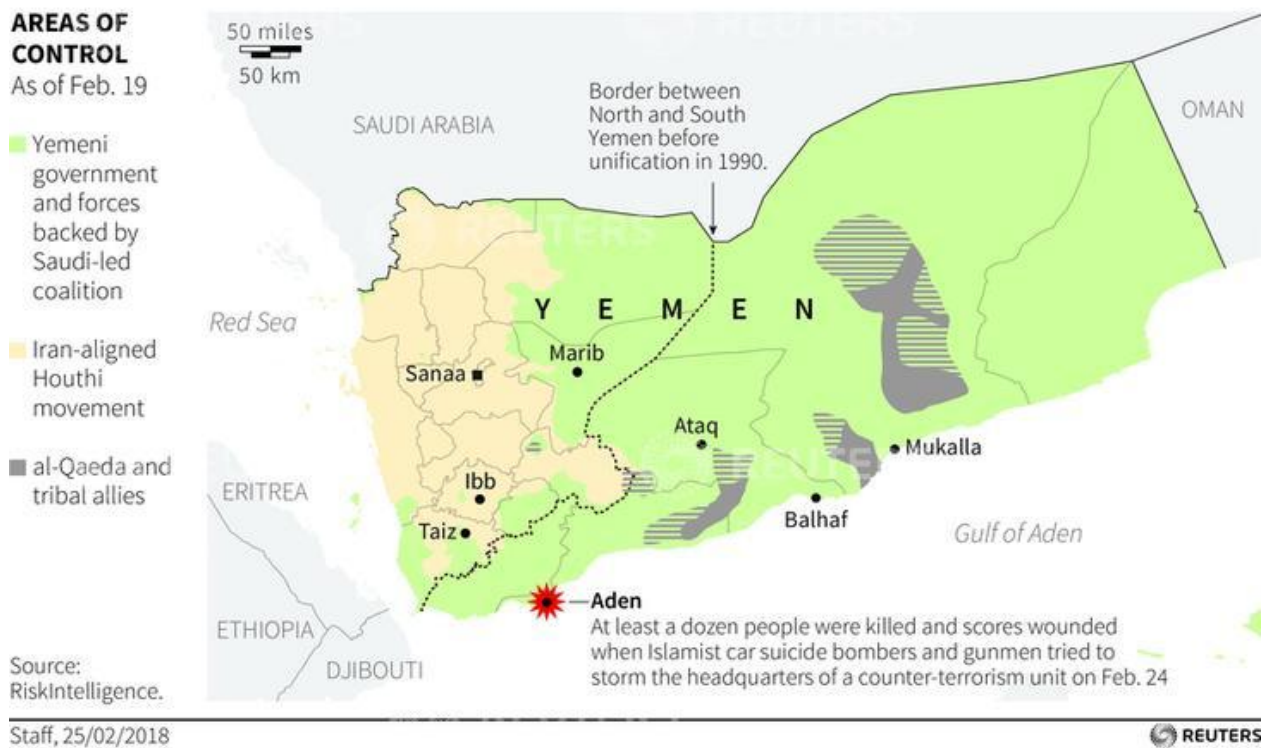 AREAS OF
CONTROL
As of Feb. 19
Yemeni
government
and forces
backed by
Saudi-led
coalition
Iran-aligned
Houthi
movement
al-Qaeda and
tribal allies
Source:
RiskIntelligence.
50 miles
50 km
SAUDI ARABIA
Border between
North and South
Yemen before
unification in 1990.
OMAN
REUTERS
Y E M E N
Red Sea
Marib
Sanaa
Ataq
Mukalla
REUTERS
Ibb
ERITREA
Balhaf
Taiz
Gulf of Aden
Aden
At least a dozen people were killed and scores wounded
when Islamist car suicide bombers and gunmen tried to
storm the headquarters of a counter-terrorism unit on Feb. 24
ETHIOPIA
DJIBOUTI
Staff, 25/02/2018
REUTERS